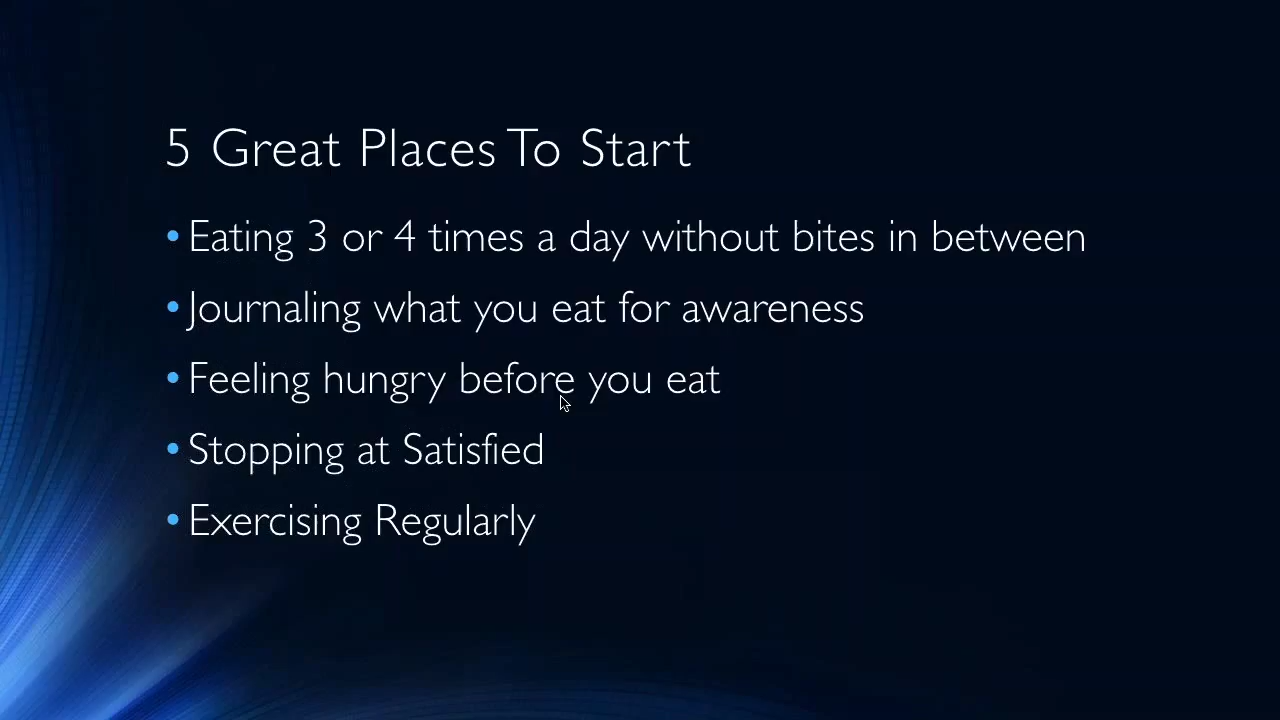 5 Great Places To Start
• Eating 3 or 4 times a day without bites in between
• Journaling what you eat for awareness
• Feeling hungry before you eat
• Stopping at Satisfied
• Exercising Regularly